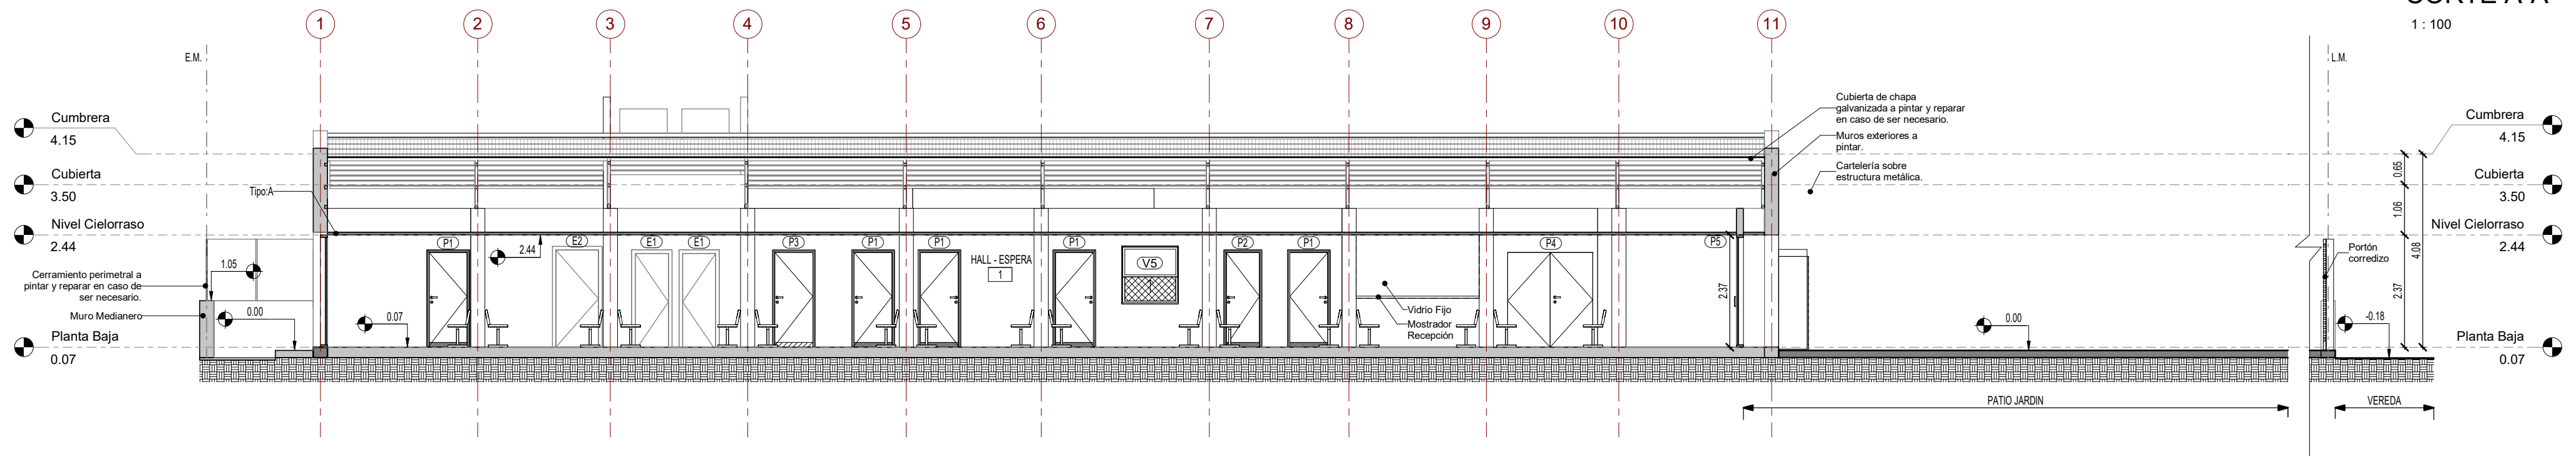 CORTE A-A
1 : 100
1
2
3
4
5
6
7
8
9
10
11
E.M.
L.M.
Cumbrera
4.15
Cubierta
3.50
Nivel Cielorraso
2.44
Planta Baja
0.07
Tipo:A
Cerramiento perimetral a
pintar y reparar en caso de
ser necesario.
Muro Medianero
1.05
0.00
0.07
2.44
P1
E2
E1
E1
P3
P1
P1
HALL - ESPERA
1
P1
V5
P2
P1
P4
P5
Vidrio Fijo
Mostrador
Recepción
2.37
Cubierta de chapa
galvanizada a pintar y reparar
en caso de ser necesario.
Muros exteriores a
pintar.
Cartelería sobre
estructura metálica.
0.00
Portón
corredizo
-0.18
0.65
1.06
2.37
4.08
Cumbrera
4.15
Cubierta
3.50
Nivel Cielorraso
2.44
Planta Baja
0.07
PATIO JARDIN
VEREDA